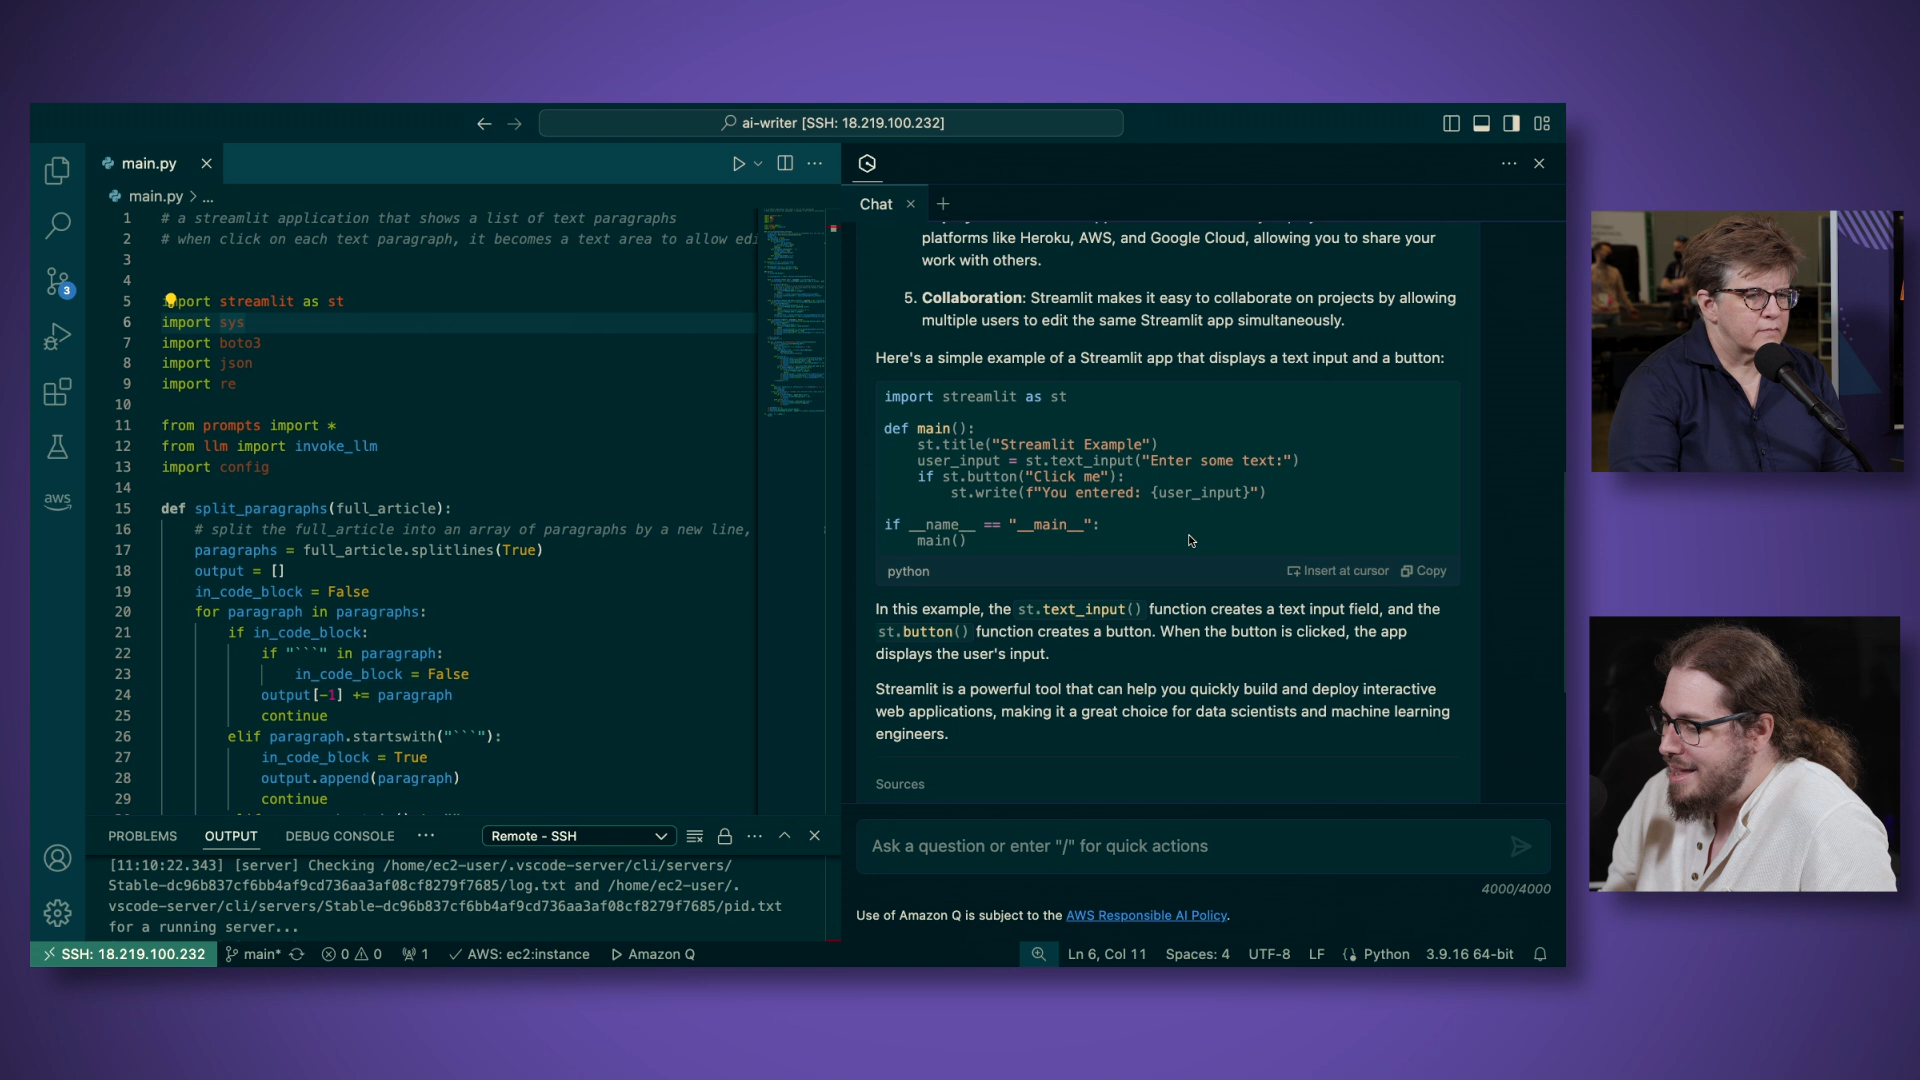 ai-writer [SSH: 18.219.100.232]
main.py
main.py > ...
1 # a streamlit application that shows a list of text paragraphs
2 # when click on each text paragraph, it becomes a text area to allow
3
4
5 import streamlit as st
6 import sys
7 import boto3
8 import json
9 import re
10
11 from prompts import *
12 from llm import invoke_llm
13 import config
14
15 def split_paragraphs(full_article):
16 # split the full_article into an array of paragraphs by a new line,
17 paragraphs = full_article.splitlines(True)
18 output = []
19 in_code_block = False
20 for paragraph in paragraphs:
21 if in_code_block:
22 if "```" in paragraph:
23 in_code_block = False
24 output[-1] += paragraph
25 continue
26 elif paragraph.startswith("```"):
27 in_code_block = True
28 output.append(paragraph)
29 continue
3
aws
PROBLEMS OUTPUT DEBUG CONSOLE ... Remote - SSH
[11:10:22.343] [server] Checking /home/ec2-user/.vscode-server/cli/servers/
Stable-dc96b837cf6bb4af9cd736aa3af08cf8279f7685/log.txt and /home/ec2-user/.
vscode-server/cli/servers/Stable-dc96b837cf6bb4af9cd736aa3af08cf8279f7685/pid.txt
for a running server...
Chat
platforms like Heroku, AWS, and Google Cloud, allowing you to share your
work with others.
5. Collaboration: Streamlit makes it easy to collaborate on projects by allowing
multiple users to edit the same Streamlit app simultaneously.
Here's a simple example of a Streamlit app that displays a text input and a button:
import streamlit as st
def main():
st.title("Streamlit Example")
user_input = st.text_input("Enter some text:")
if st.button("Click me"):
st.write(f"You entered: {user_input}")
if __name__ == "__main__":
main()
python Insert at cursor Copy
In this example, the st.text_input() function creates a text input field, and the
st.button() function creates a button. When the button is clicked, the app
displays the user's input.
Streamlit is a powerful tool that can help you quickly build and deploy interactive
web applications, making it a great choice for data scientists and machine learning
engineers.
Sources
Ask a question or enter "/" for quick actions
4000/4000
Use of Amazon Q is subject to the AWS Responsible AI Policy.
SSH: 18.219.100.232 main* 0 0 1 AWS: ec2:instance Amazon Q Ln 6, Col 11 Spaces: 4 UTF-8 LF Python 3.9.16 64-bit